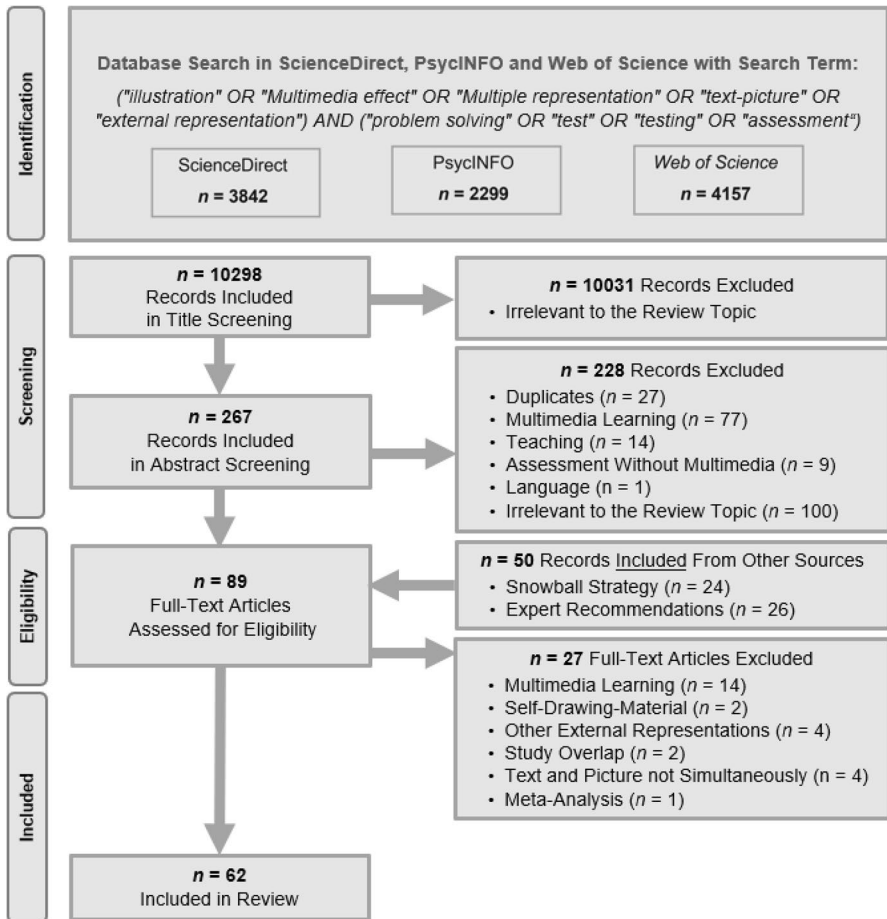 Identification
Database Search in ScienceDirect, PsycINFO and Web of Science with Search Term:
("illustration" OR "Multimedia effect" OR "Multiple representation" OR "text-picture" OR
"external representation") AND ("problem solving" OR "test" OR "testing" OR "assessment“)
ScienceDirect
n = 3842
PsycINFO
n = 2299
Web of Science
n = 4157
Screening
n = 10298
Records Included
in Title Screening
n = 10031 Records Excluded
• Irrelevant to the Review Topic
n = 267
Records Included
in Abstract Screening
n = 228 Records Excluded
• Duplicates (n = 27)
• Multimedia Learning (n = 77)
• Teaching (n = 14)
• Assessment Without Multimedia (n = 9)
• Language (n = 1)
• Irrelevant to the Review Topic (n = 100)
Eligibility
n = 89
Full-Text Articles
Assessed for Eligibility
n = 50 Records Included From Other Sources
• Snowball Strategy (n = 24)
• Expert Recommendations (n = 26)
n = 27 Full-Text Articles Excluded
• Multimedia Learning (n = 14)
• Self-Drawing-Material (n = 2)
• Other External Representations (n = 4)
• Study Overlap (n = 2)
• Text and Picture not Simultaneously (n = 4)
• Meta-Analysis (n = 1)
Included
n = 62
Included in Review